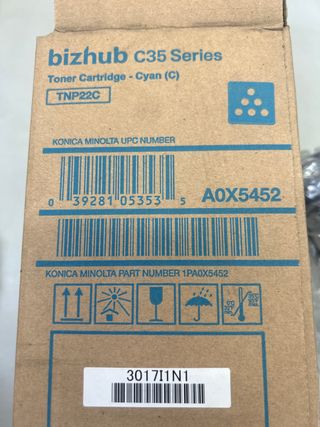 bizhub C35 Series
Toner Cartridge - Cyan (C)
TNP22C
KONICA MINOLTA UPC NUMBER
0 39281 05353 5
A0X5452
KONICA MINOLTA PART NUMBER 1PA0X5452
3017I1N1